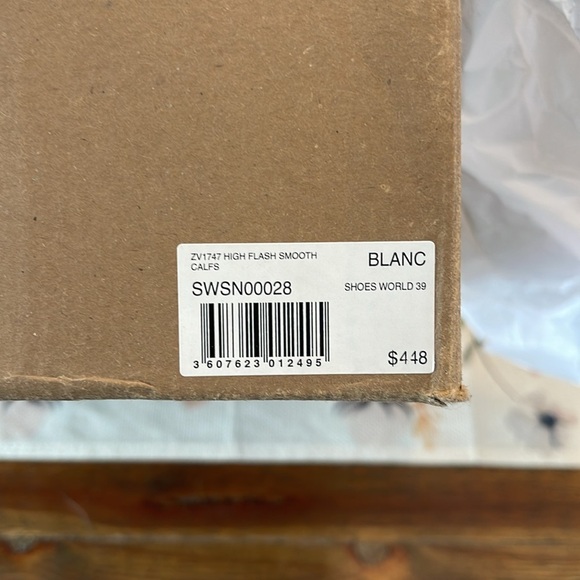 ZV1747 HIGH FLASH SMOOTH CALFS
BLANC
SWSN00028
SHOES WORLD 39
3 607623 012495
$448